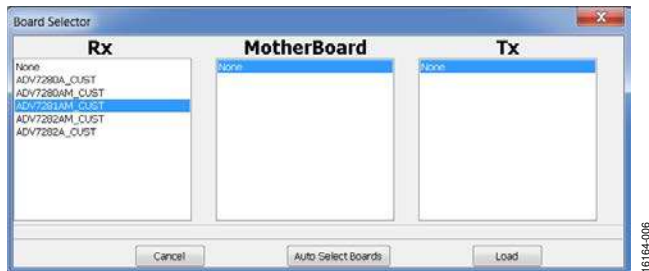 Board Selector
X
Rx
MotherBoard
Tx
None
ADV7280A_CUST
ADV7280AM_CUST
ADV7281AM_CUST
ADV7282AM_CUST
ADV7282A_CUST
None
None
Cancel
Auto Select Boards
Load
16164-006